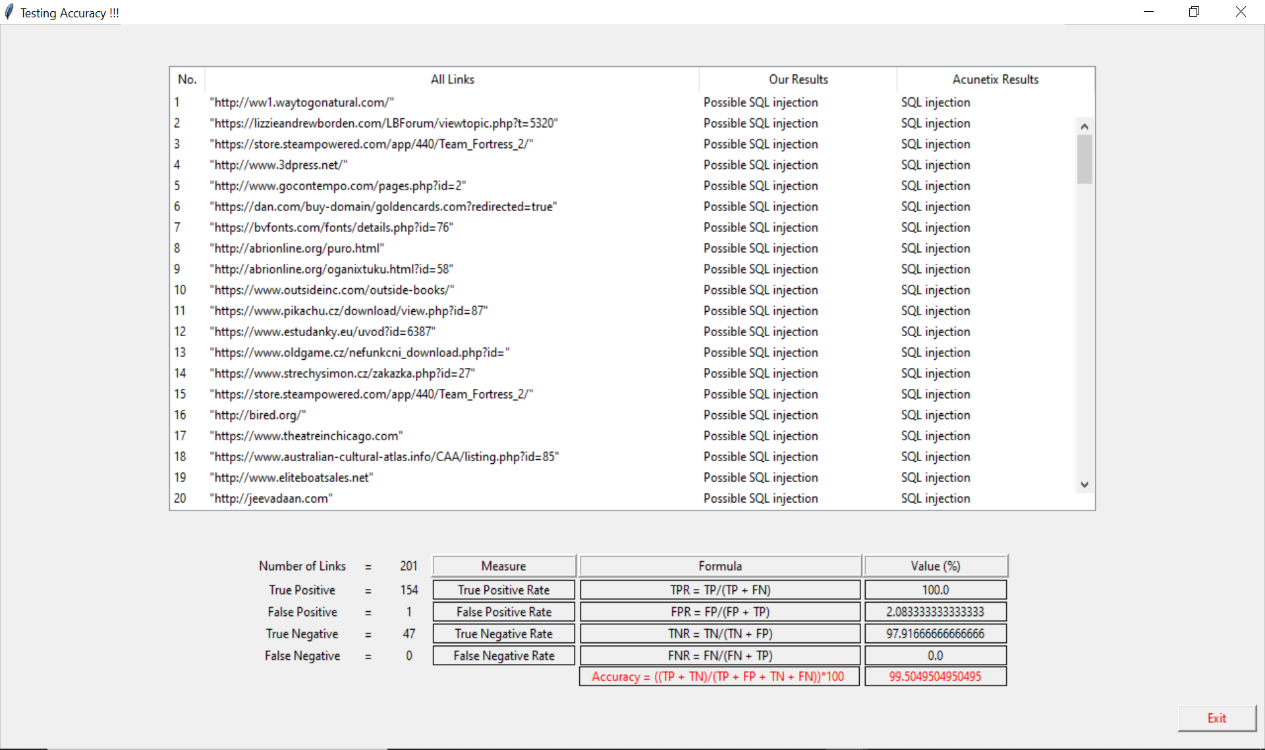 Testing Accuracy !!!
No. All Links Our Results Acunetix Results
1 "http://ww1.waytogonatural.com/" Possible SQL injection SQL injection
2 "https://lizzieandrewborden.com/LBForum/viewtopic.php?t=5320" Possible SQL injection SQL injection
3 "https://store.steampowered.com/app/440/Team_Fortress_2/" Possible SQL injection SQL injection
4 "http://www.3dpress.net/" Possible SQL injection SQL injection
5 "http://www.gocontempo.com/pages.php?id=2" Possible SQL injection SQL injection
6 "https://dan.com/buy-domain/goldencards.com?redirected=true" Possible SQL injection SQL injection
7 "https://bvfonts.com/fonts/details.php?id=76" Possible SQL injection SQL injection
8 "http://abrionline.org/puro.html" Possible SQL injection SQL injection
9 "http://abrionline.org/oganixtuku.html?id=58" Possible SQL injection SQL injection
10 "https://www.outsideinc.com/outside-books/" Possible SQL injection SQL injection
11 "https://www.pikachu.cz/download/view.php?id=87" Possible SQL injection SQL injection
12 "https://www.estudanky.eu/uvod?id=6387" Possible SQL injection SQL injection
13 "https://www.oldgame.cz/nefunkcni_download.php?id=" Possible SQL injection SQL injection
14 "https://www.strechysimon.cz/zakazka.php?id=27" Possible SQL injection SQL injection
15 "https://store.steampowered.com/app/440/Team_Fortress_2/" Possible SQL injection SQL injection
16 "http://bired.org/" Possible SQL injection SQL injection
17 "https://www.theatreinchicago.com" Possible SQL injection SQL injection
18 "https://www.australian-cultural-atlas.info/CAA/listing.php?id=85" Possible SQL injection SQL injection
19 "http://www.eliteboatsales.net" Possible SQL injection SQL injection
20 "http://jeevadaan.com" Possible SQL injection SQL injection
Number of Links = 201 Measure Formula Value (%)
True Positive = 154 True Positive Rate TPR = TP/(TP + FN) 100.0
False Positive = 1 False Positive Rate FPR = FP/(FP + TP) 2.083333333333333
True Negative = 47 True Negative Rate TNR = TN/(TN + FP) 97.91666666666666
False Negative = 0 False Negative Rate FNR = FN/(FN + TP) 0.0
Accuracy = ((TP + TN)/(TP + FP + TN + FN))*100 99.5049504950495
Exit